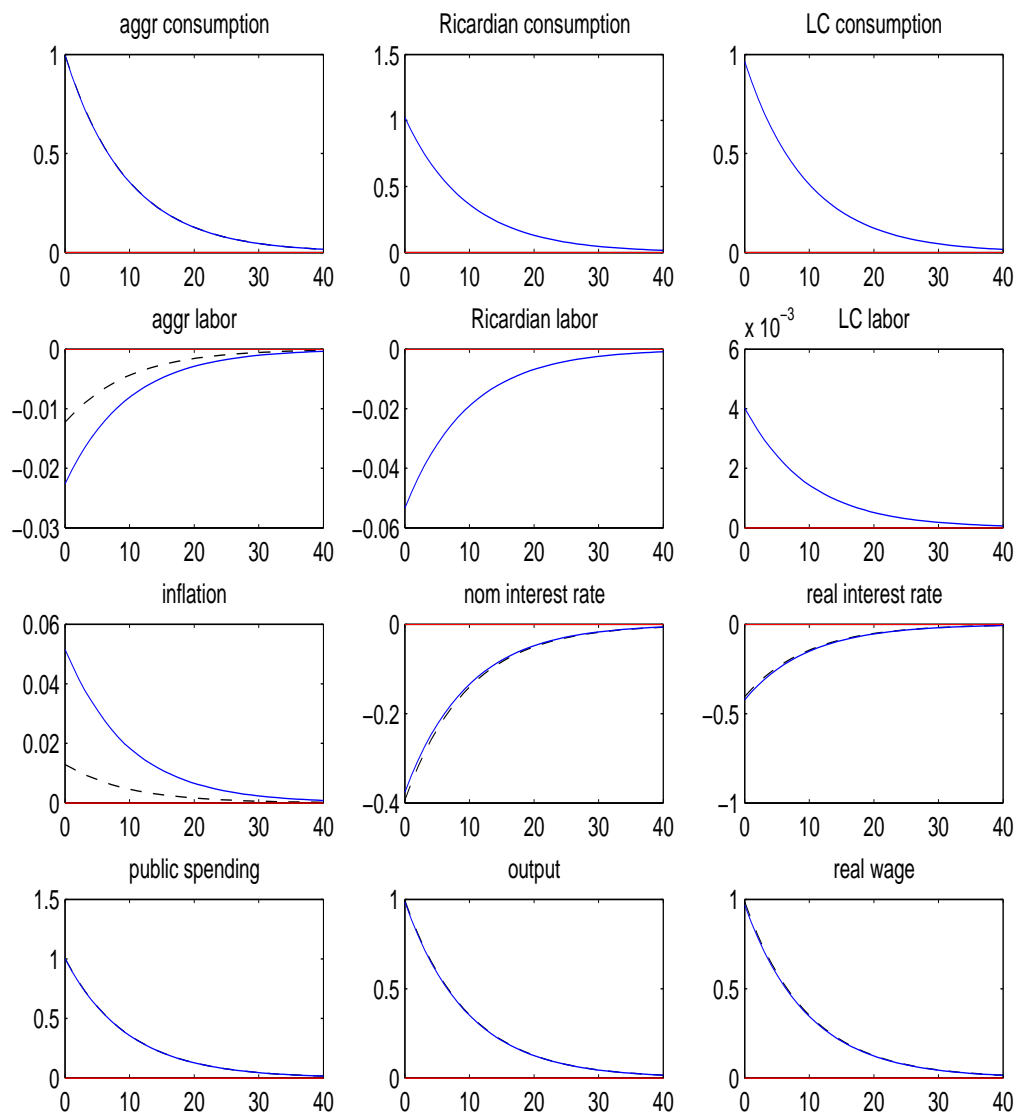 aggr consumption
Ricardian consumption
LC consumption
1
0.5
0
0 10 20 30 40
1.5
1
0.5
0
0 10 20 30 40
1
0.5
0
0 10 20 30 40
aggr labor
Ricardian labor
x 10^−3
LC labor
0
−0.01
−0.02
−0.03
0 10 20 30 40
0
−0.02
−0.04
−0.06
0 10 20 30 40
6
4
2
0
0 10 20 30 40
inflation
nom interest rate
real interest rate
0.06
0.04
0.02
0
0 10 20 30 40
0
−0.2
−0.4
0 10 20 30 40
0
−0.5
−1
0 10 20 30 40
public spending
output
real wage
1.5
1
0.5
0
0 10 20 30 40
1
0.5
0
0 10 20 30 40
1
0.5
0
0 10 20 30 40